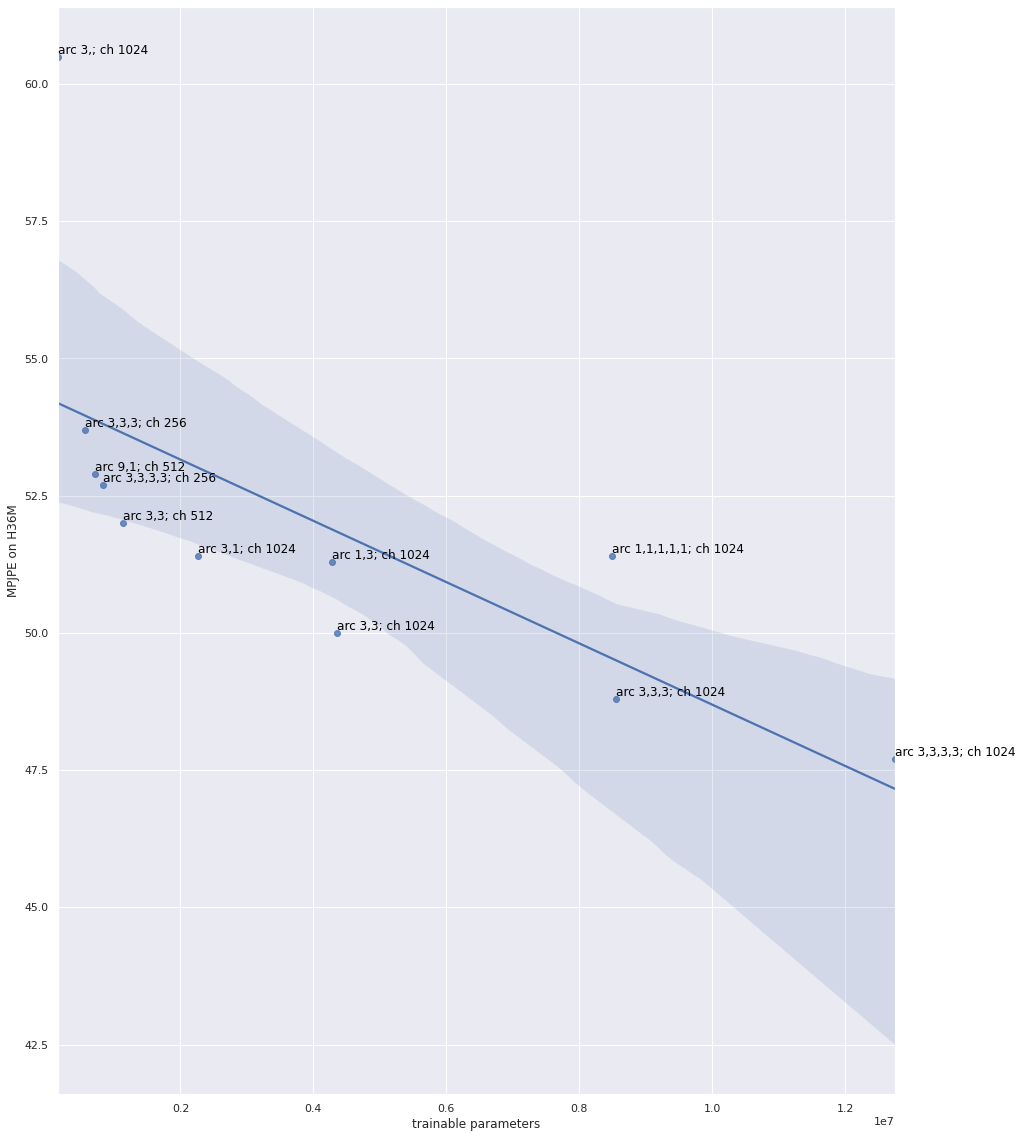 arc 3,; ch 1024
60.0
57.5
55.0
arc 3,3,3; ch 256
arc 9,1; ch 512
arc 3,3,3,3; ch 256
52.5
arc 3,3; ch 512
arc 3,1; ch 1024
arc 1,3; ch 1024
arc 1,1,1,1,1; ch 1024
MPJPE on H36M
50.0
arc 3,3; ch 1024
arc 3,3,3; ch 1024
47.5
arc 3,3,3,3; ch 1024
45.0
42.5
0.2 0.4 0.6 0.8 1.0 1.2
1e7
trainable parameters